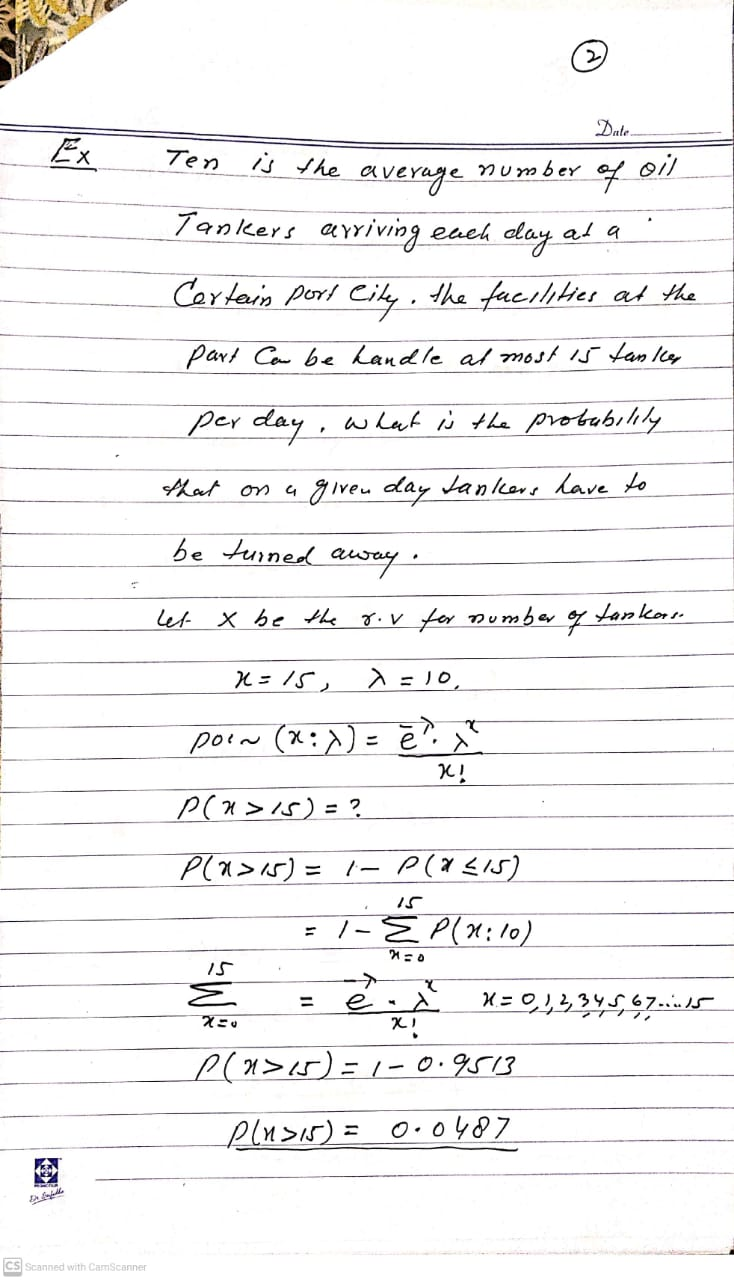 2
Date
Ex Ten is the average number of oil
Tankers arriving each day at a
Certain port City. the facilities at the
part Can be handle at most 15 tanker
per day, what is the probability
that on a given day tankers have to
be turned away.
Let X be the r.v for number of tankers.
x = 15, λ = 10,
(x; λ) = e^-λ . λ^x / x!
P(x > 15) = ?
P(x > 15) = 1 - P(x ≤ 15)
= 1 - 15 Σ x=0 P(x; 10)
15 Σ x=0 = e^-λ . λ^x / x! x = 0,1,2,3,4,5,6,7.....15
P(x > 15) = 1 - 0.9513
P(x > 15) = 0.0487
CS Scanned with CamScanner